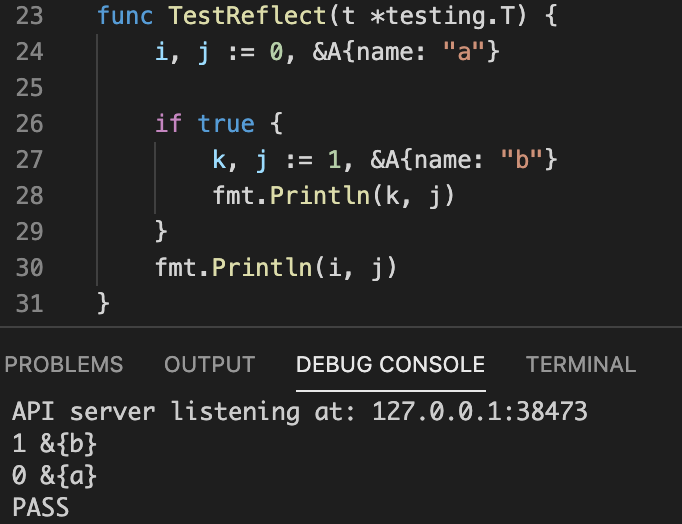 23 func TestReflect(t *testing.T) {
24     i, j := 0, &A{name: "a"}
25
26     if true {
27         k, j := 1, &A{name: "b"}
28         fmt.Println(k, j)
29     }
30     fmt.Println(i, j)
31 }
PROBLEMS OUTPUT DEBUG CONSOLE TERMINAL
API server listening at: 127.0.0.1:38473
1 &{b}
0 &{a}
PASS